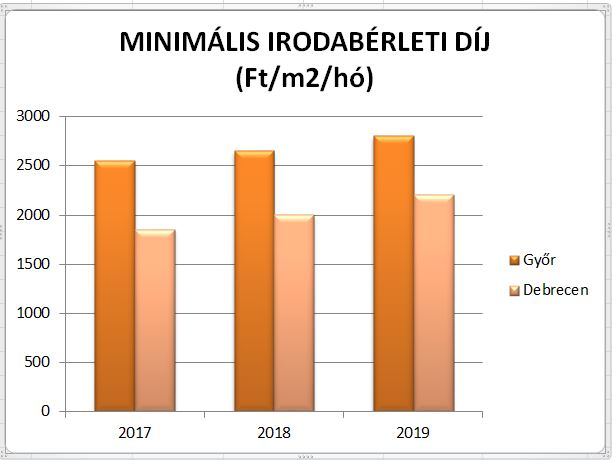 MINIMÁLIS IRODABÉRLETI DÍJ
(Ft/m2/hó)
3000
2500
2000
1500
1000
500
0
2017 2018 2019
Győr
Debrecen